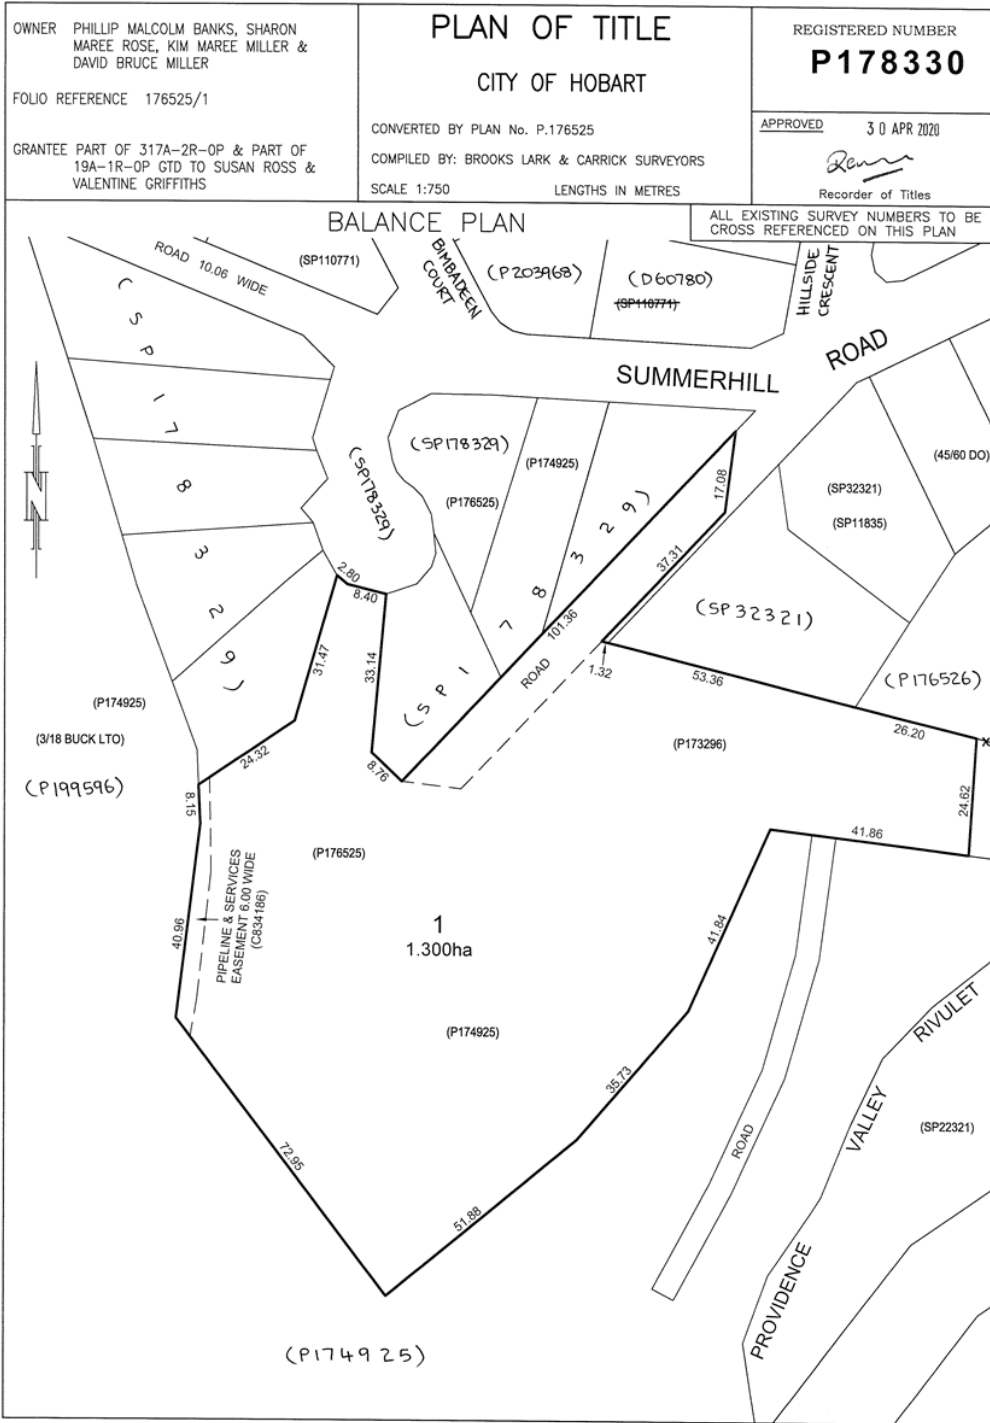 OWNER PHILLIP MALCOLM BANKS, SHARON
MAREE ROSE, KIM MAREE MILLER &
DAVID BRUCE MILLER
FOLIO REFERENCE 176525/1
GRANTEE PART OF 317A-2R-0P & PART OF
19A-1R-0P GTD TO SUSAN ROSS &
VALENTINE GRIFFITHS
PLAN OF TITLE
CITY OF HOBART
CONVERTED BY PLAN No. P.176525
COMPILED BY: BROOKS LARK & CARRICK SURVEYORS
SCALE 1:750 LENGTHS IN METRES
REGISTERED NUMBER
P178330
APPROVED 30 APR 2020
Recorder of Titles
BALANCE PLAN
ALL EXISTING SURVEY NUMBERS TO BE
CROSS REFERENCED ON THIS PLAN
ROAD 10.06 WIDE
(SP110771)
BIMBADEEN
COURT
(P203968)
(D60780)
(SP110771)
HILLSIDE
CRESCENT
SUMMERHILL
ROAD
(SP178329)
N
(SP178329)
(SP178329)
(P174925)
(P176525)
(SP178329)
(45/60 DO)
(SP32321)
(SP11835)
17.08
37.31
101.36
ROAD
(SP32321)
2.80
8.40
31.47
33.14
8.76
24.32
8.15
1.32
53.36
26.20
24.62
41.86
x
(P176526)
(P174925)
(3/18 BUCK LTO)
(P199596)
(P173296)
(P176525)
PIPELINE & SERVICES
EASEMENT 6.00 WIDE
(C834186)
40.96
1
1.300ha
41.84
(P174925)
35.73
72.95
51.88
ROAD
PROVIDENCE
VALLEY
RIVULET
(SP22321)
(P174925)